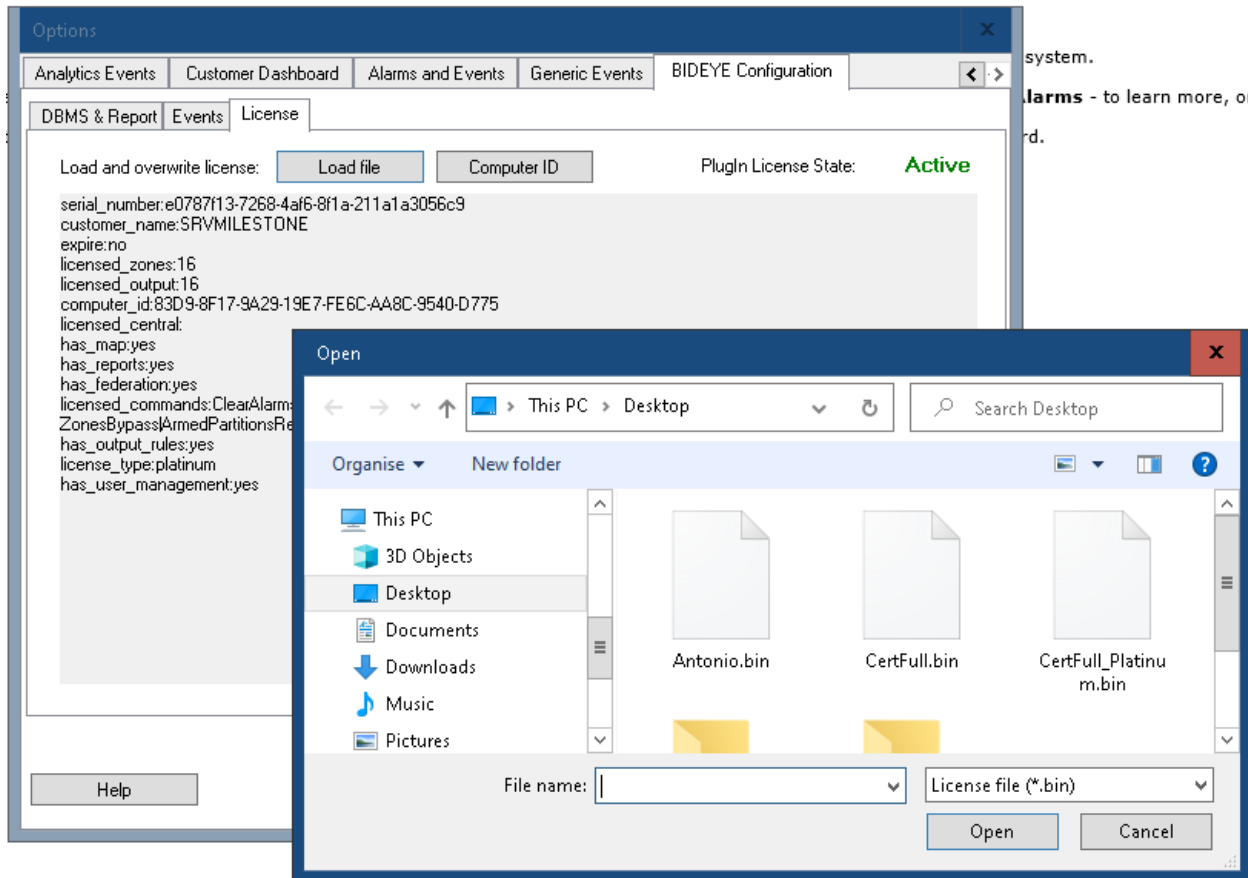 Options
x
system.
Analytics Events
Customer Dashboard
Alarms and Events
Generic Events
BIDEYE Configuration
larms - to learn more, or
DBMS & Report
Events
License
rd.
Load and overwrite license:
Load file
Computer ID
PlugIn License State:
Active
serial_number:e0787f13-7268-4af6-8f1a-211a1a3056c9
customer_name:SRVMILESTONE
expire:no
licensed_zones:16
licensed_output:16
computer_id:83D9-8F17-9A29-19E7-FE6C-AA8C-9540-D775
licensed_central:
has_map:yes
has_reports:yes
has_federation:yes
licensed_commands:ClearAlarm
ZonesBypass|ArmedPartitionsRe
has_output_rules:yes
license_type:platinum
has_user_management:yes
Help
Open
x
This PC > Desktop
Search Desktop
Organise
New folder
?
This PC
3D Objects
Desktop
Documents
Downloads
Music
Pictures
Antonio.bin
CertFull.bin
CertFull_Platinu
m.bin
File name:
License file (*.bin)
Open
Cancel